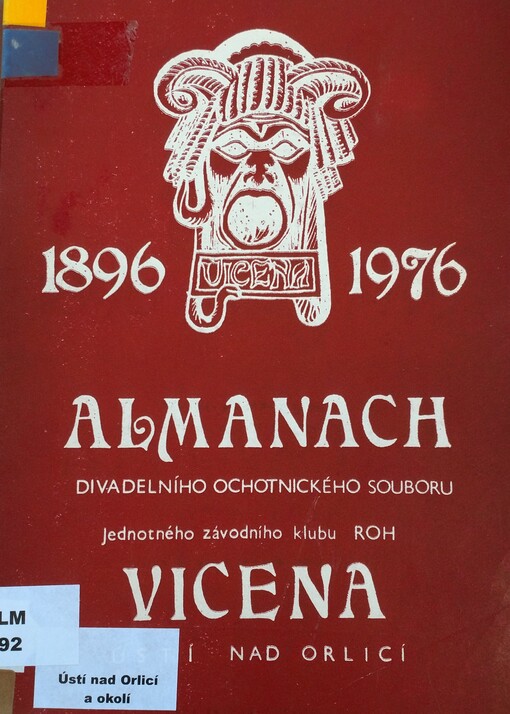 VICENA
1896 1976
ALMANACH
DIVADELNÍHO OCHOTNICKÉHO SOUBORU
Jednotného závodního klubu ROH
VICENA
ÚSTÍ NAD ORLICÍ
LM
92
Ústí nad Orlicí
a okolí